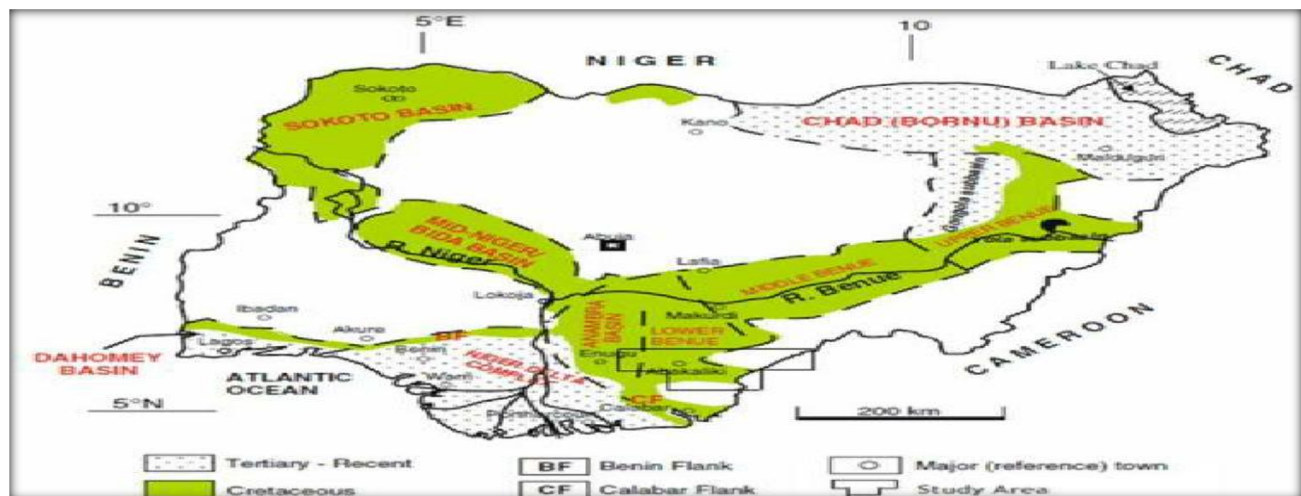 5°E
10
NIGER
Lake Chad
CHAD
Sokoto
SOKOTO BASIN
Kano
CHAD (BORNU) BASIN
Maiduguri
Gongola subbasin
10°
BENIN
MID-NIGER/
BIDA BASIN
R. Niger
Abuja
UPPER BENUE
Lafia
MIDDLE BENUE
R. Benue
Lokoja
Ibadan
Akure
BF
ANAMBRA
BASIN
Makurdi
LOWER
BENUE
CAMEROON
Lagos
Benin
Enugu
Abakaliki
DAHOMEY
BASIN
NIGER DELTA
Warri
ATLANTIC
OCEAN
CF
Calabar
5°N
200 km
Tertiary - Recent
BF Benin Flank
Major (reference) town
Cretaceous
CF Calabar Flank
Study Area